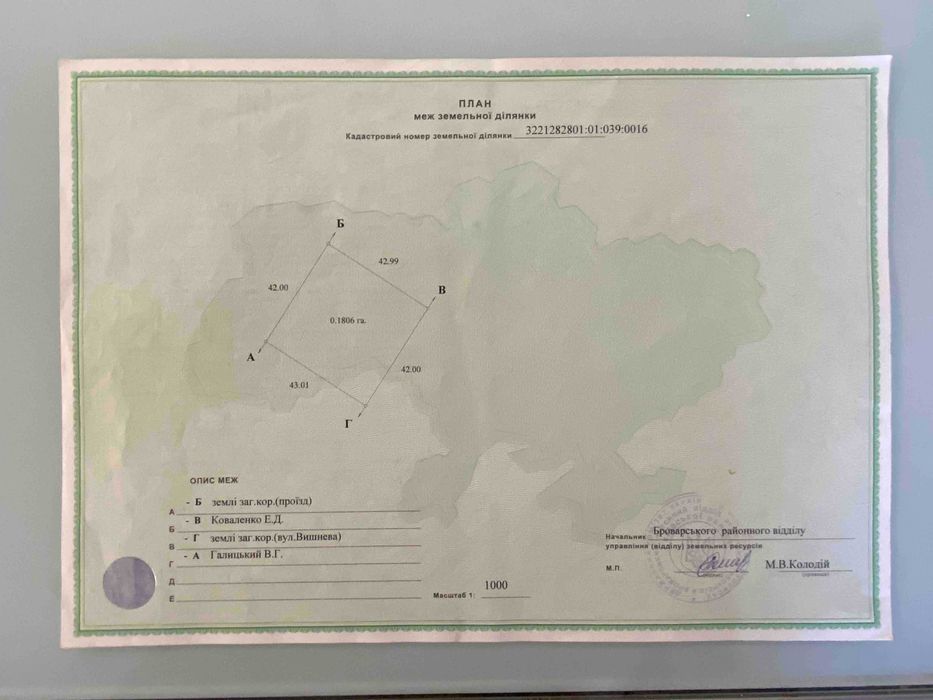 ПЛАН
меж земельної ділянки
Кадастровий номер земельної ділянки 3221282801:01:039:0016
Б
42.99
42.00
В
0.1806 га.
А
42.00
43.01
Г
ОПИС МЕЖ
А - Б землі заг.кор.(проїзд)
Б - В Коваленко Е.Д.
В - Г землі заг.кор.(вул.Вишнева)
Г - А Галицький В.Г.
Д
Е
Масштаб 1: 1000
Начальник Броварського районного відділу
управління (відділу) земельних ресурсів
М.П.
М.В.Колодій
(підпис)
(прізвище)